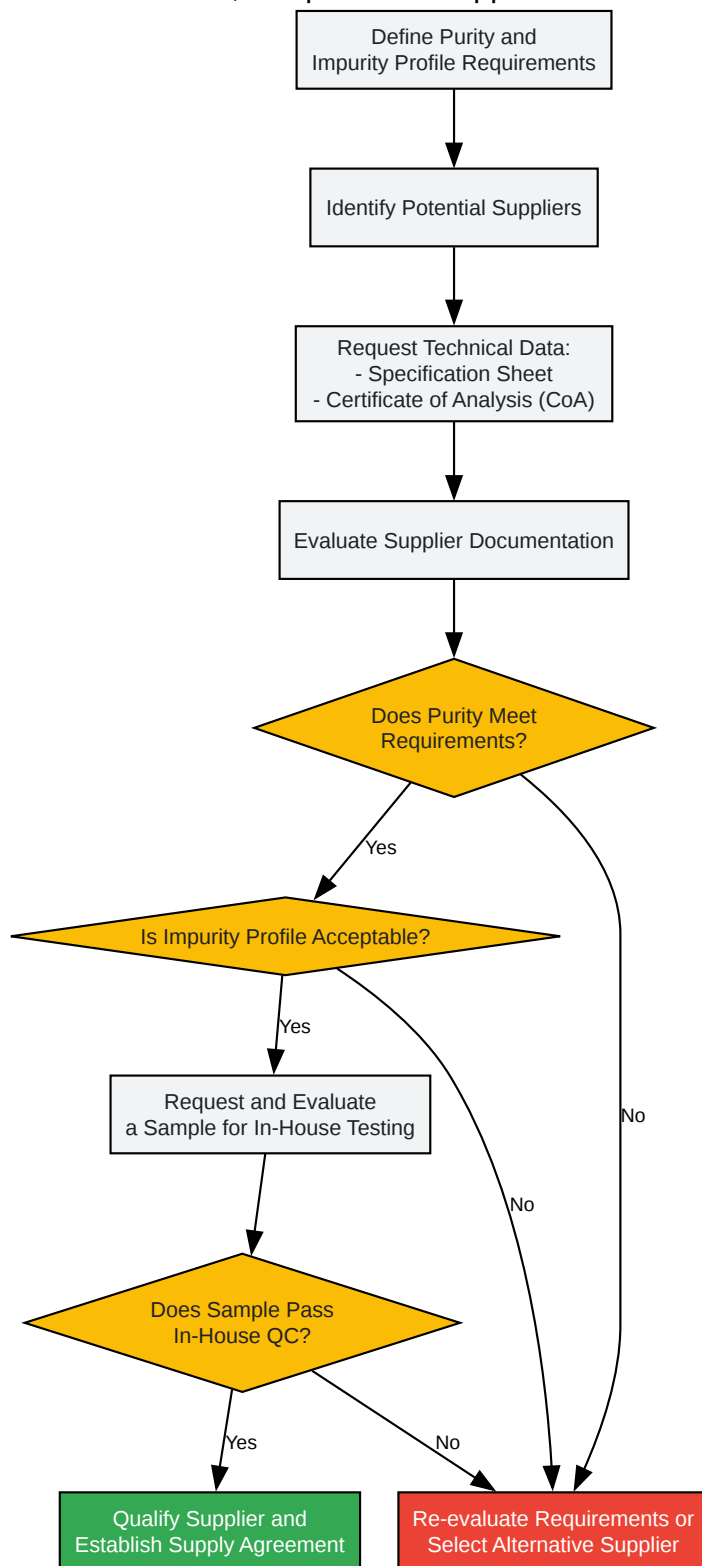 Define Purity and
Impurity Profile Requirements
Identify Potential Suppliers
Request Technical Data:
- Specification Sheet
- Certificate of Analysis (CoA)
Evaluate Supplier Documentation
Does Purity Meet
Requirements?
Yes
Is Impurity Profile Acceptable?
Yes
Request and Evaluate
a Sample for In-House Testing
No
No
Does Sample Pass
In-House QC?
Yes
No
Qualify Supplier and
Establish Supply Agreement
Re-evaluate Requirements or
Select Alternative Supplier